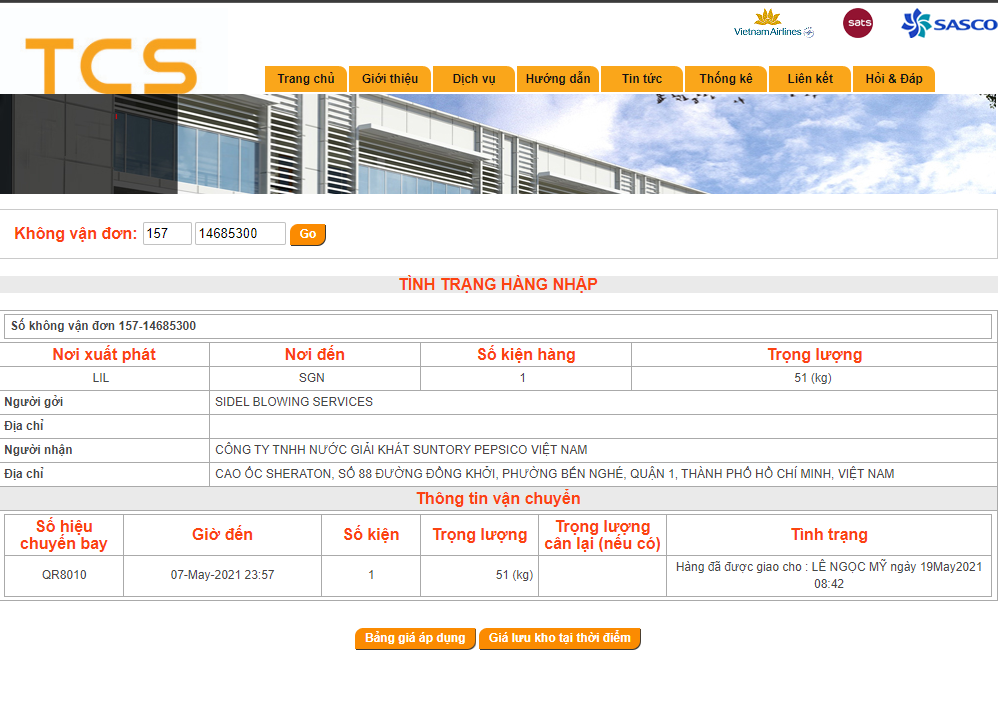 TCS
VietnamAirlines
sats
SASCO
Trang chủ
Giới thiệu
Dịch vụ
Hướng dẫn
Tin tức
Thống kê
Liên kết
Hỏi & Đáp
Không vận đơn: 157 14685300 Go
TÌNH TRẠNG HÀNG NHẬP
Số không vận đơn 157-14685300
Nơi xuất phát Nơi đến Số kiện hàng Trọng lượng
LIL SGN 1 51 (kg)
Người gởi SIDEL BLOWING SERVICES
Địa chỉ
Người nhận CÔNG TY TNHH NƯỚC GIẢI KHÁT SUNTORY PEPSICO VIỆT NAM
Địa chỉ CAO ỐC SHERATON, SỐ 88 ĐƯỜNG ĐỒNG KHỞI, PHƯỜNG BẾN NGHÉ, QUẬN 1, THÀNH PHỐ HỒ CHÍ MINH, VIỆT NAM
Thông tin vận chuyển
Số hiệu
chuyến bay
Giờ đến
Số kiện
Trọng lượng
Trọng lượng
cân lại (nếu có)
Tình trạng
QR8010
07-May-2021 23:57
1
51 (kg)
Hàng đã được giao cho : LÊ NGỌC MỸ ngày 19May2021
08:42
Bảng giá áp dụng
Giá lưu kho tại thời điểm